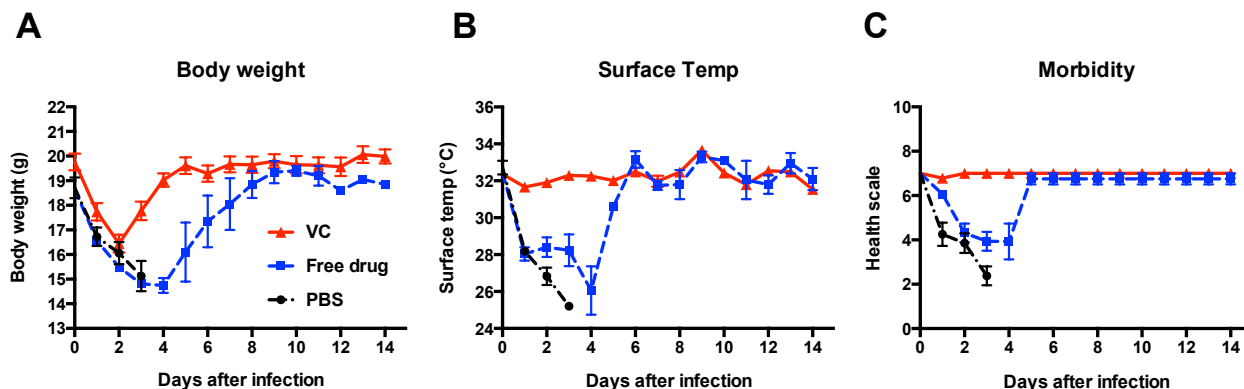 A
Body weight
Body weight (g)
22
21
20
19
18
17
16
15
14
13
0 2 4 6 8 10 12 14
Days after infection
VC
Free drug
PBS
B
Surface Temp
Surface temp (°C)
36
34
32
30
28
26
24
0 2 4 6 8 10 12 14
Days after infection
C
Morbidity
Health scale
10
8
6
4
2
0
0 2 4 6 8 10 12 14
Days after infection